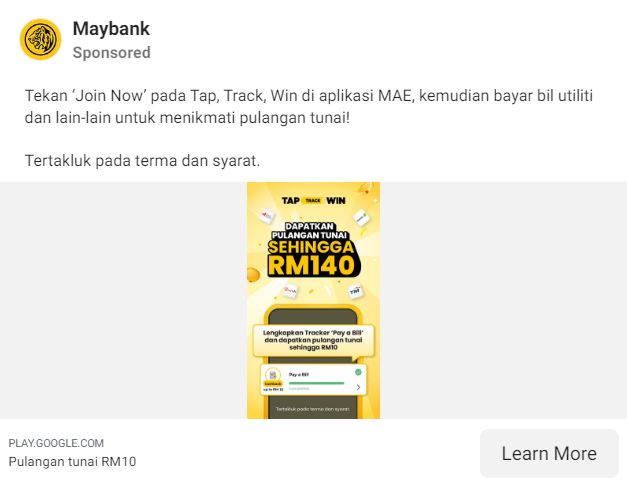 Maybank
Sponsored
Tekan ‘Join Now’ pada Tap, Track, Win di aplikasi MAE, kemudian bayar bil utiliti
dan lain-lain untuk menikmati pulangan tunai!
Tertakluk pada terma dan syarat.
TAP TRACK WIN
DAPATKAN
PULANGAN TUNAI
SEHINGGA
RM140
Lengkapkan Tracker ‘Pay a Bill’
dan dapatkan pulangan tunai
sehingga RM10
Pay a Bill
Tertakluk pada terma dan syarat
PLAY.GOOGLE.COM
Pulangan tunai RM10
Learn More